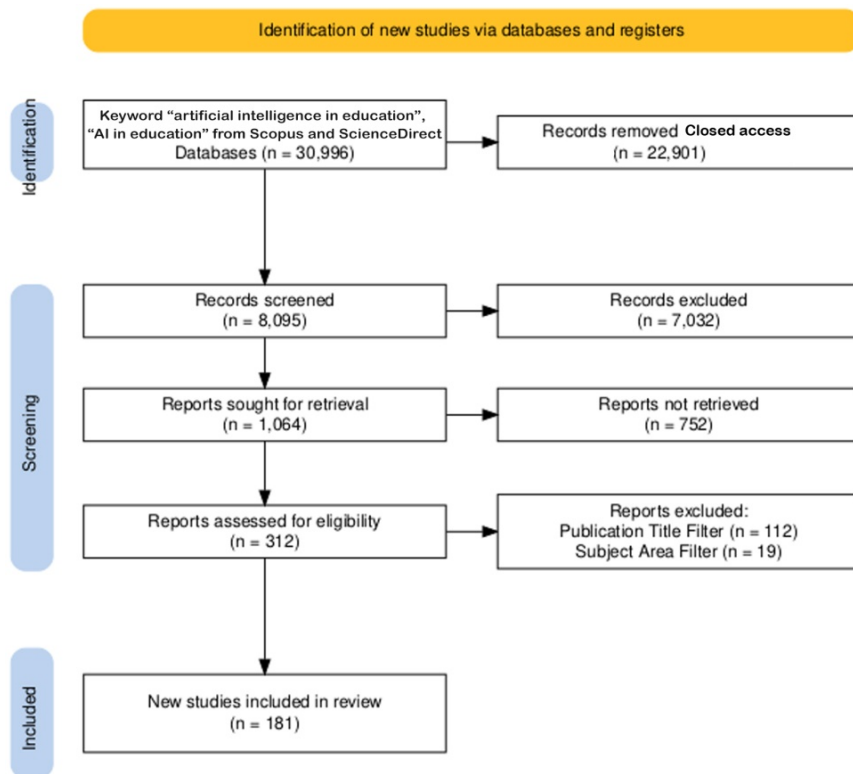 Identification of new studies via databases and registers
Identification
Keyword “artificial intelligence in education”,
“AI in education” from Scopus and ScienceDirect
Databases (n = 30,996)
Records removed Closed access
(n = 22,901)
Screening
Records screened
(n = 8,095)
Records excluded
(n = 7,032)
Reports sought for retrieval
(n = 1,064)
Reports not retrieved
(n = 752)
Reports assessed for eligibility
(n = 312)
Reports excluded:
Publication Title Filter (n = 112)
Subject Area Filter (n = 19)
Included
New studies included in review
(n = 181)